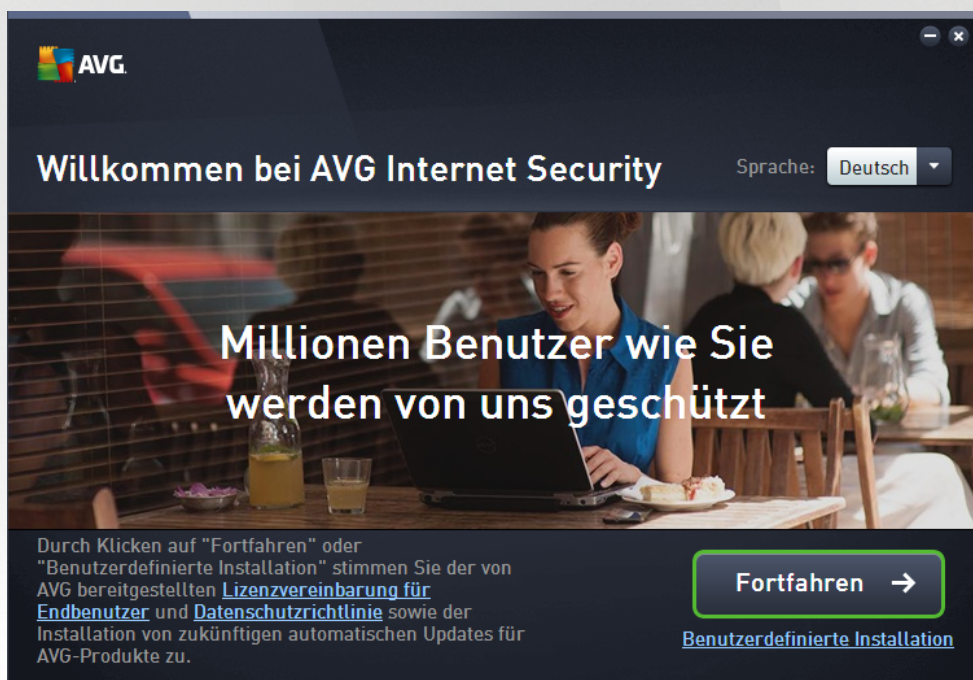 AVG.
Willkommen bei AVG Internet Security
Sprache:
Deutsch
Millionen Benutzer wie Sie
werden von uns geschützt
Durch Klicken auf "Fortfahren" oder
"Benutzerdefinierte Installation" stimmen Sie der von
AVG bereitgestellten Lizenzvereinbarung für
Endbenutzer und Datenschutzrichtlinie sowie der
Installation von zukünftigen automatischen Updates für
AVG-Produkte zu.
Fortfahren →
Benutzerdefinierte Installation